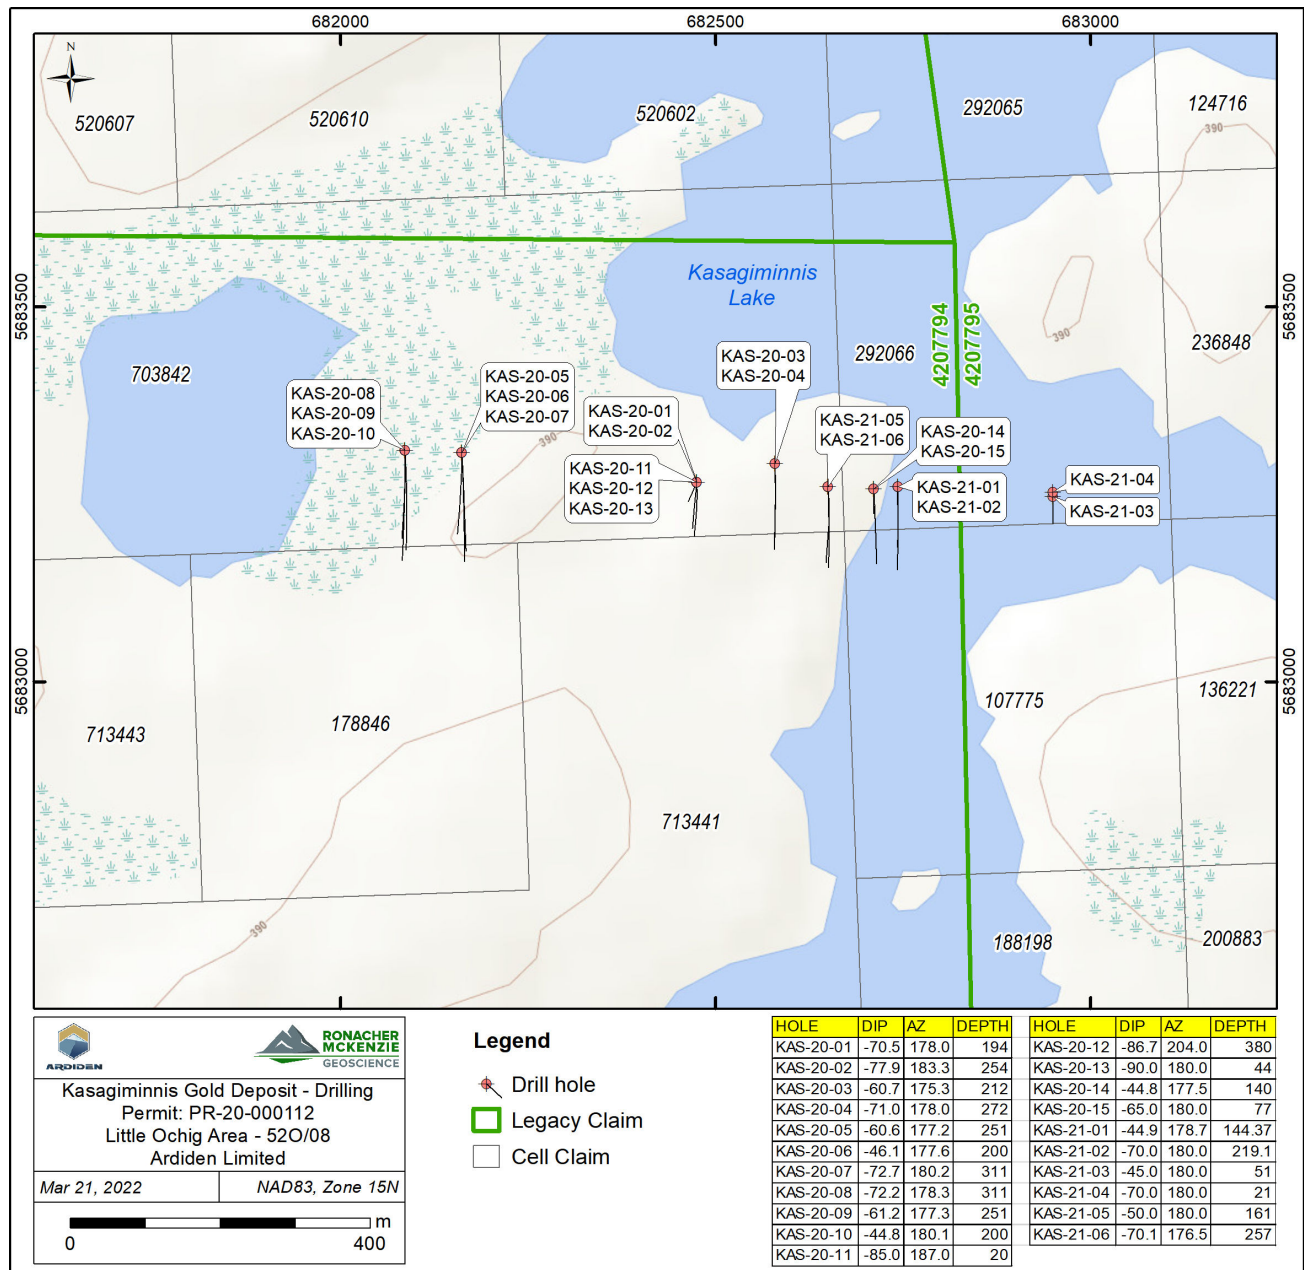 682000
682500
683000
N
520607
520610
520602
292065
124716
390
Kasagiminnis
Lake
5683500
5683500
4207794
4207795
390
236848
292066
703842
KAS-20-03
KAS-20-04
KAS-20-05
KAS-20-06
KAS-20-07
KAS-20-08
KAS-20-09
KAS-20-10
KAS-20-01
KAS-20-02
KAS-21-05
KAS-21-06
KAS-20-14
KAS-20-15
390
KAS-20-11
KAS-20-12
KAS-20-13
KAS-21-01
KAS-21-02
KAS-21-04
KAS-21-03
5683000
5683000
107775
136221
713443
178846
713441
390
188198
200883
ARDIDEN
RONACHER
MCKENZIE
GEOSCIENCE
Kasagiminnis Gold Deposit - Drilling
Permit: PR-20-000112
Little Ochig Area - 52O/08
Ardiden Limited
Mar 21, 2022 NAD83, Zone 15N
m
0 400
Legend
Drill hole
Legacy Claim
Cell Claim
HOLE DIP AZ DEPTH
KAS-20-01 -70.5 178.0 194
KAS-20-02 -77.9 183.3 254
KAS-20-03 -60.7 175.3 212
KAS-20-04 -71.0 178.0 272
KAS-20-05 -60.6 177.2 251
KAS-20-06 -46.1 177.6 200
KAS-20-07 -72.7 180.2 311
KAS-20-08 -72.2 178.3 311
KAS-20-09 -61.2 177.3 251
KAS-20-10 -44.8 180.1 200
KAS-20-11 -85.0 187.0 20
HOLE DIP AZ DEPTH
KAS-20-12 -86.7 204.0 380
KAS-20-13 -90.0 180.0 44
KAS-20-14 -44.8 177.5 140
KAS-20-15 -65.0 180.0 77
KAS-21-01 -44.9 178.7 144.37
KAS-21-02 -70.0 180.0 219.1
KAS-21-03 -45.0 180.0 51
KAS-21-04 -70.0 180.0 21
KAS-21-05 -50.0 180.0 161
KAS-21-06 -70.1 176.5 257